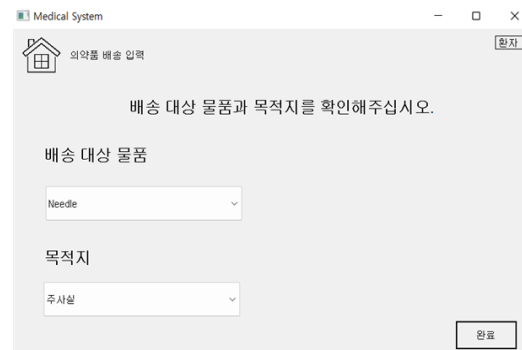 Medical System
환자
의약품 배송 입력
배송 대상 물품과 목적지를 확인해주십시오.
배송 대상 물품
Needle
목적지
주사실
완료